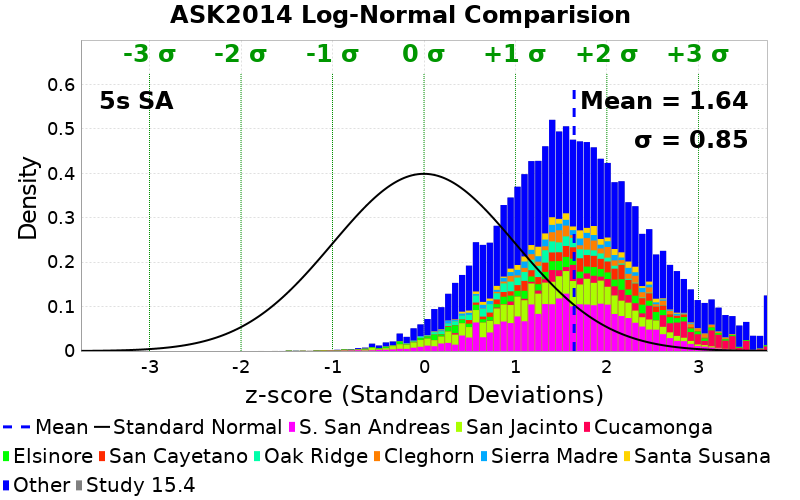 ASK2014 Log-Normal Comparision
-3 σ -2 σ -1 σ 0 σ +1 σ +2 σ +3 σ
5s SA
Mean = 1.64
σ = 0.85
Density
0.6
0.5
0.4
0.3
0.2
0.1
0
-3 -2 -1 0 1 2 3
z-score (Standard Deviations)
Mean Standard Normal S. San Andreas San Jacinto Cucamonga
Elsinore San Cayetano Oak Ridge Cleghorn Sierra Madre Santa Susana
Other Study 15.4